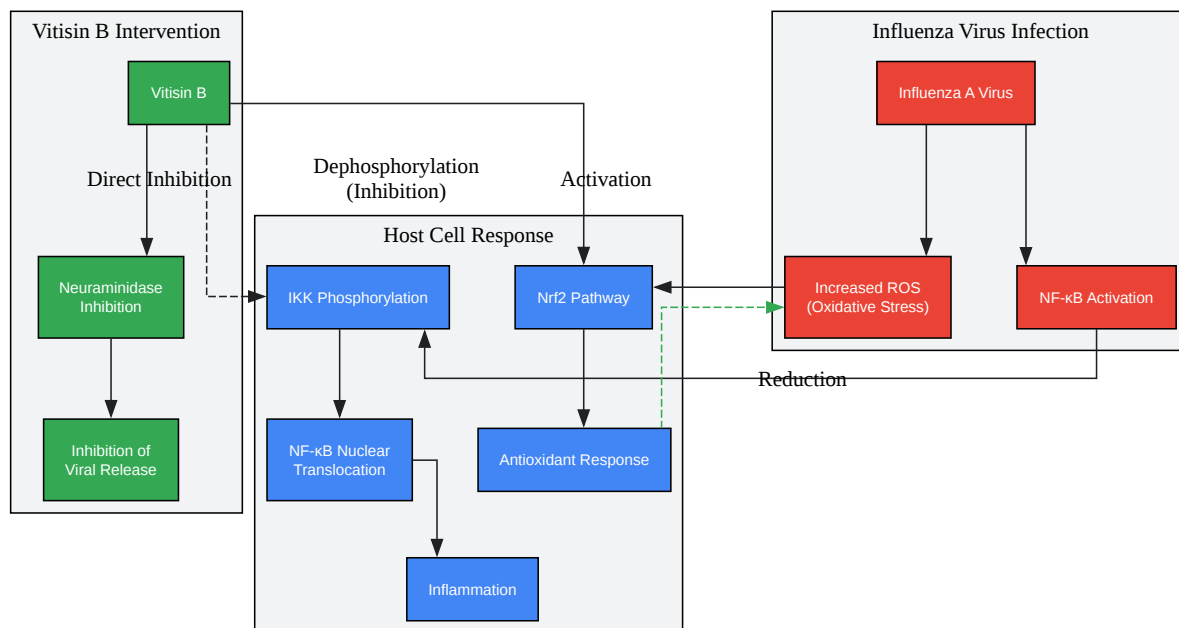 Vitisin B Intervention
Influenza Virus Infection
Vitisin B
Influenza A Virus
Direct Inhibition
Dephosphorylation
(Inhibition)
Activation
Host Cell Response
Neuraminidase
Inhibition
IKK Phosphorylation
Nrf2 Pathway
Increased ROS
(Oxidative Stress)
NF-κB Activation
Reduction
Inhibition of
Viral Release
NF-κB Nuclear
Translocation
Antioxidant Response
Inflammation